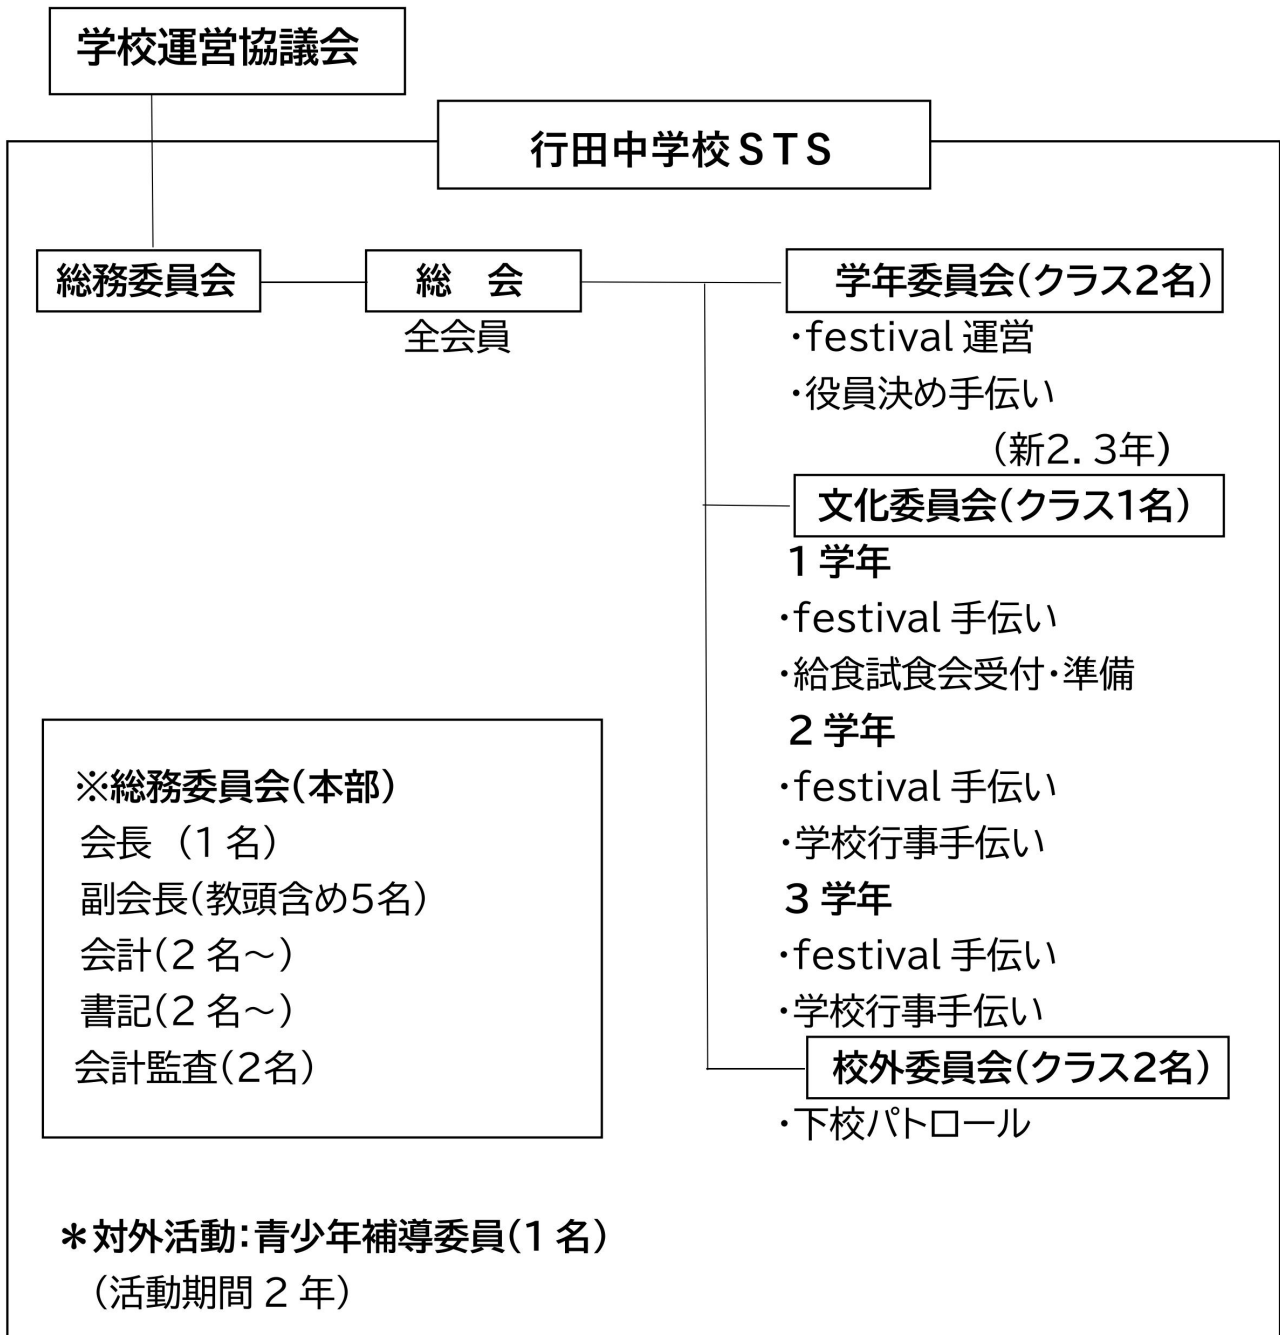 学校運営協議会
行田中学校STS
総務委員会
総　会
全会員
学年委員会(クラス2名)
・festival 運営
・役員決め手伝い
(新2．3年)
文化委員会(クラス1名)
1 学年
・festival 手伝い
・給食試食会受付・準備
2 学年
・festival 手伝い
・学校行事手伝い
3 学年
・festival 手伝い
・学校行事手伝い
校外委員会(クラス2名)
・下校パトロール
※総務委員会(本部)
会長 (1 名)
副会長(教頭含め5名)
会計(2 名～)
書記(2 名～)
会計監査(2名)
＊対外活動：青少年補導委員(1 名)
(活動期間 2 年)